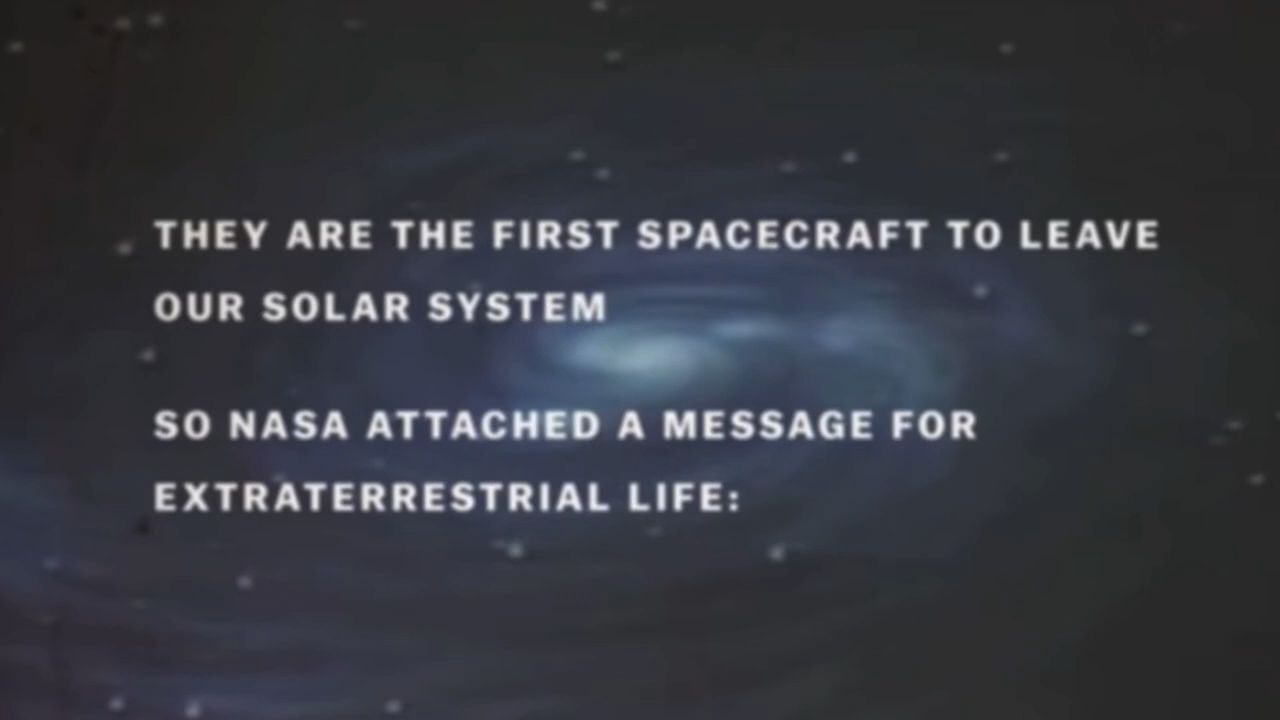 THEY ARE THE FIRST SPACECRAFT TO LEAVE
OUR SOLAR SYSTEM
SO NASA ATTACHED A MESSAGE FOR
EXTRATERRESTRIAL LIFE: